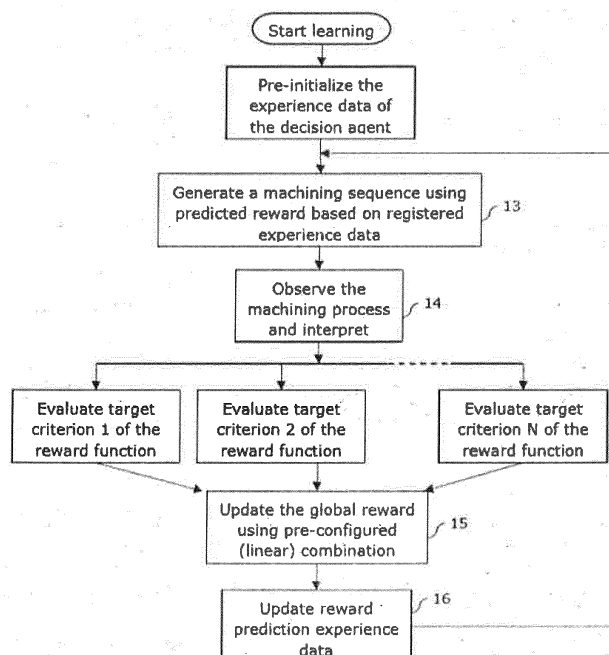 Start learning
Pre-initialize the
experience data of
the decision agent
Generate a machining sequence using
predicted reward based on registered
experience data
13
Observe the
machining process
and interpret
14
Evaluate target
criterion 1 of the
reward function
Evaluate target
criterion 2 of the
reward function
Evaluate target
criterion N of the
reward function
Update the global reward
using pre-configured
(linear) combination
15
Update reward
prediction experience
data
16